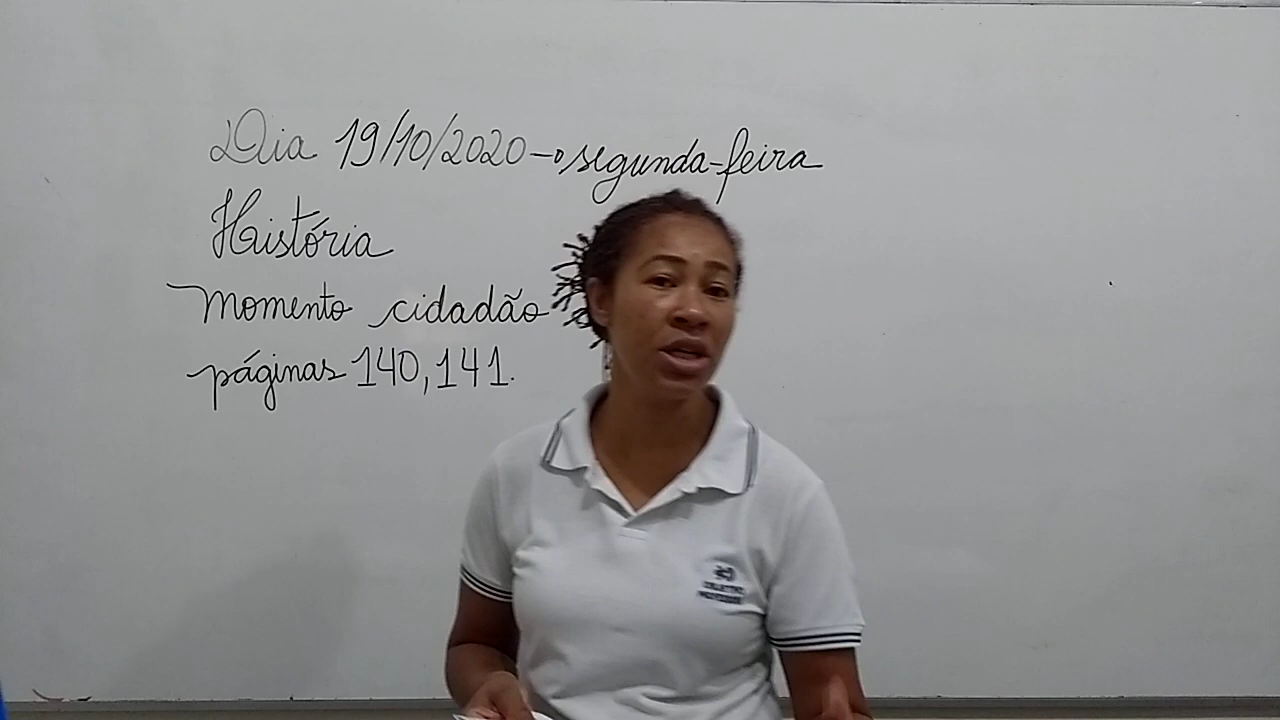 Dia 19/10/2020 → segunda-feira
História
Momento cidadão
páginas 140, 141.